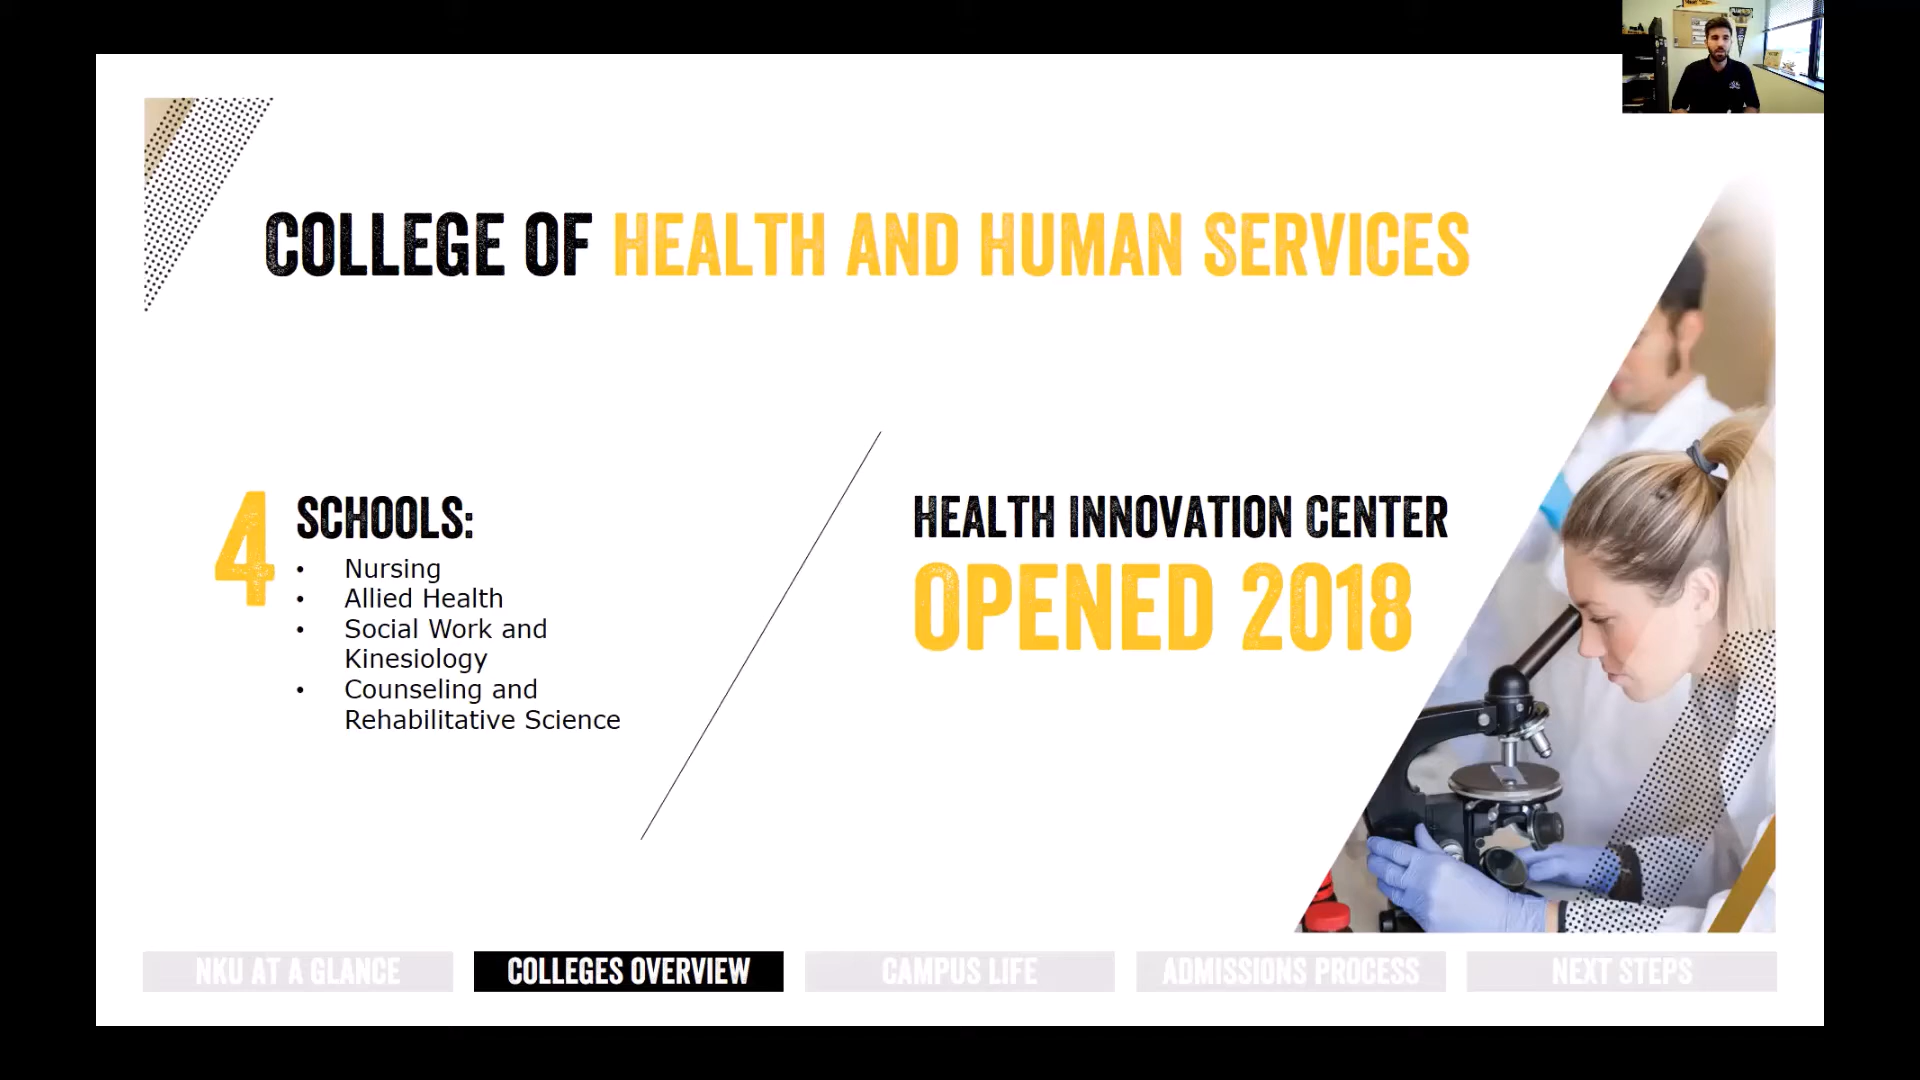 COLLEGE OF HEALTH AND HUMAN SERVICES
4 SCHOOLS:
• Nursing
• Allied Health
• Social Work and
Kinesiology
• Counseling and
Rehabilitative Science
HEALTH INNOVATION CENTER
OPENED 2018
NKU AT A GLANCE
COLLEGES OVERVIEW
CAMPUS LIFE
ADMISSIONS PROCESS
NEXT STEPS